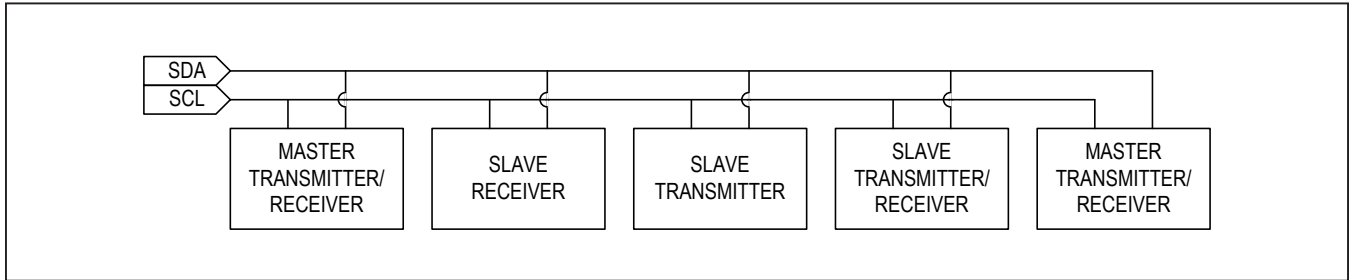 SDA
SCL
MASTER
TRANSMITTER/
RECEIVER
SLAVE
RECEIVER
SLAVE
TRANSMITTER
SLAVE
TRANSMITTER/
RECEIVER
MASTER
TRANSMITTER/
RECEIVER